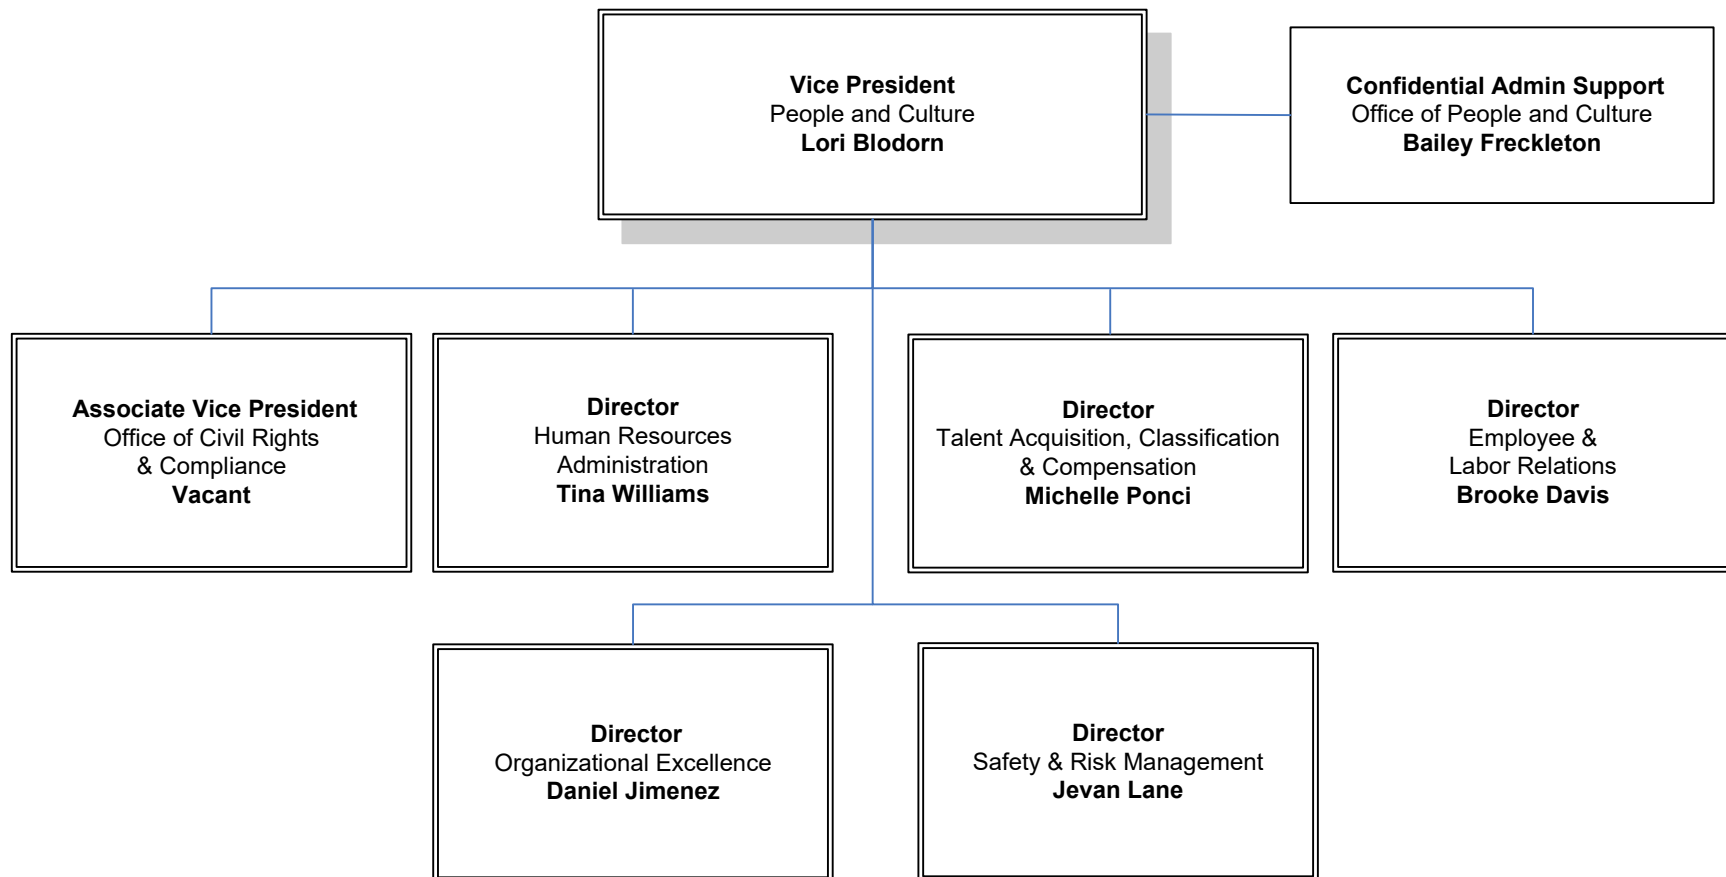 Vice President
People and Culture
Lori Blodorn
Confidential Admin Support
Office of People and Culture
Bailey Freckleton
Associate Vice President
Office of Civil Rights
& Compliance
Vacant
Director
Human Resources
Administration
Tina Williams
Director
Talent Acquisition, Classification
& Compensation
Michelle Ponci
Director
Employee &
Labor Relations
Brooke Davis
Director
Organizational Excellence
Daniel Jimenez
Director
Safety & Risk Management
Jevan Lane